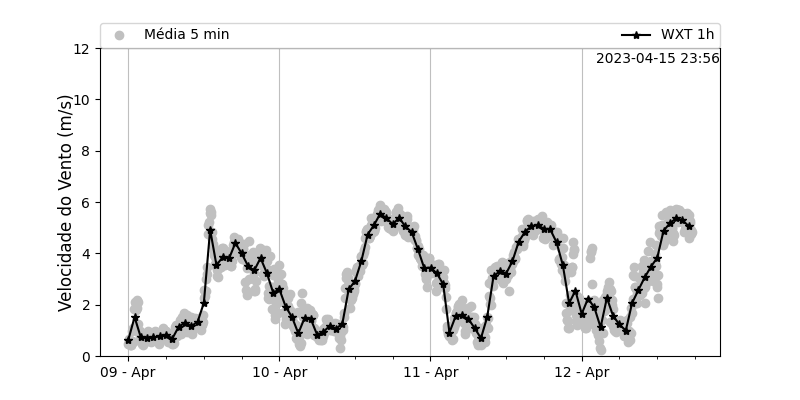 Média 5 min
WXT 1h
2023-04-15 23:56
Velocidade do Vento (m/s)
12
10
8
6
4
2
0
09 - Apr
10 - Apr
11 - Apr
12 - Apr